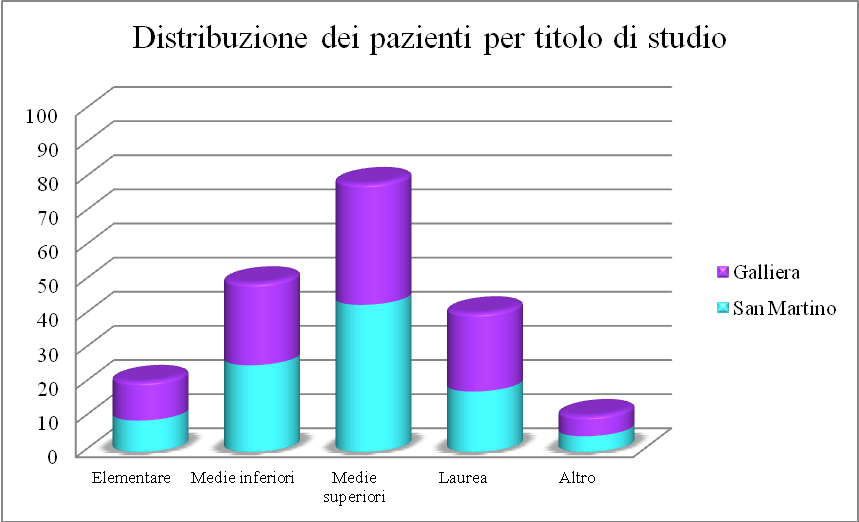 Distribuzione dei pazienti per titolo di studio
100
90
80
70
60
50
40
30
20
10
0
Elementare
Medie inferiori
Medie
superiori
Laurea
Altro
Galliera
San Martino